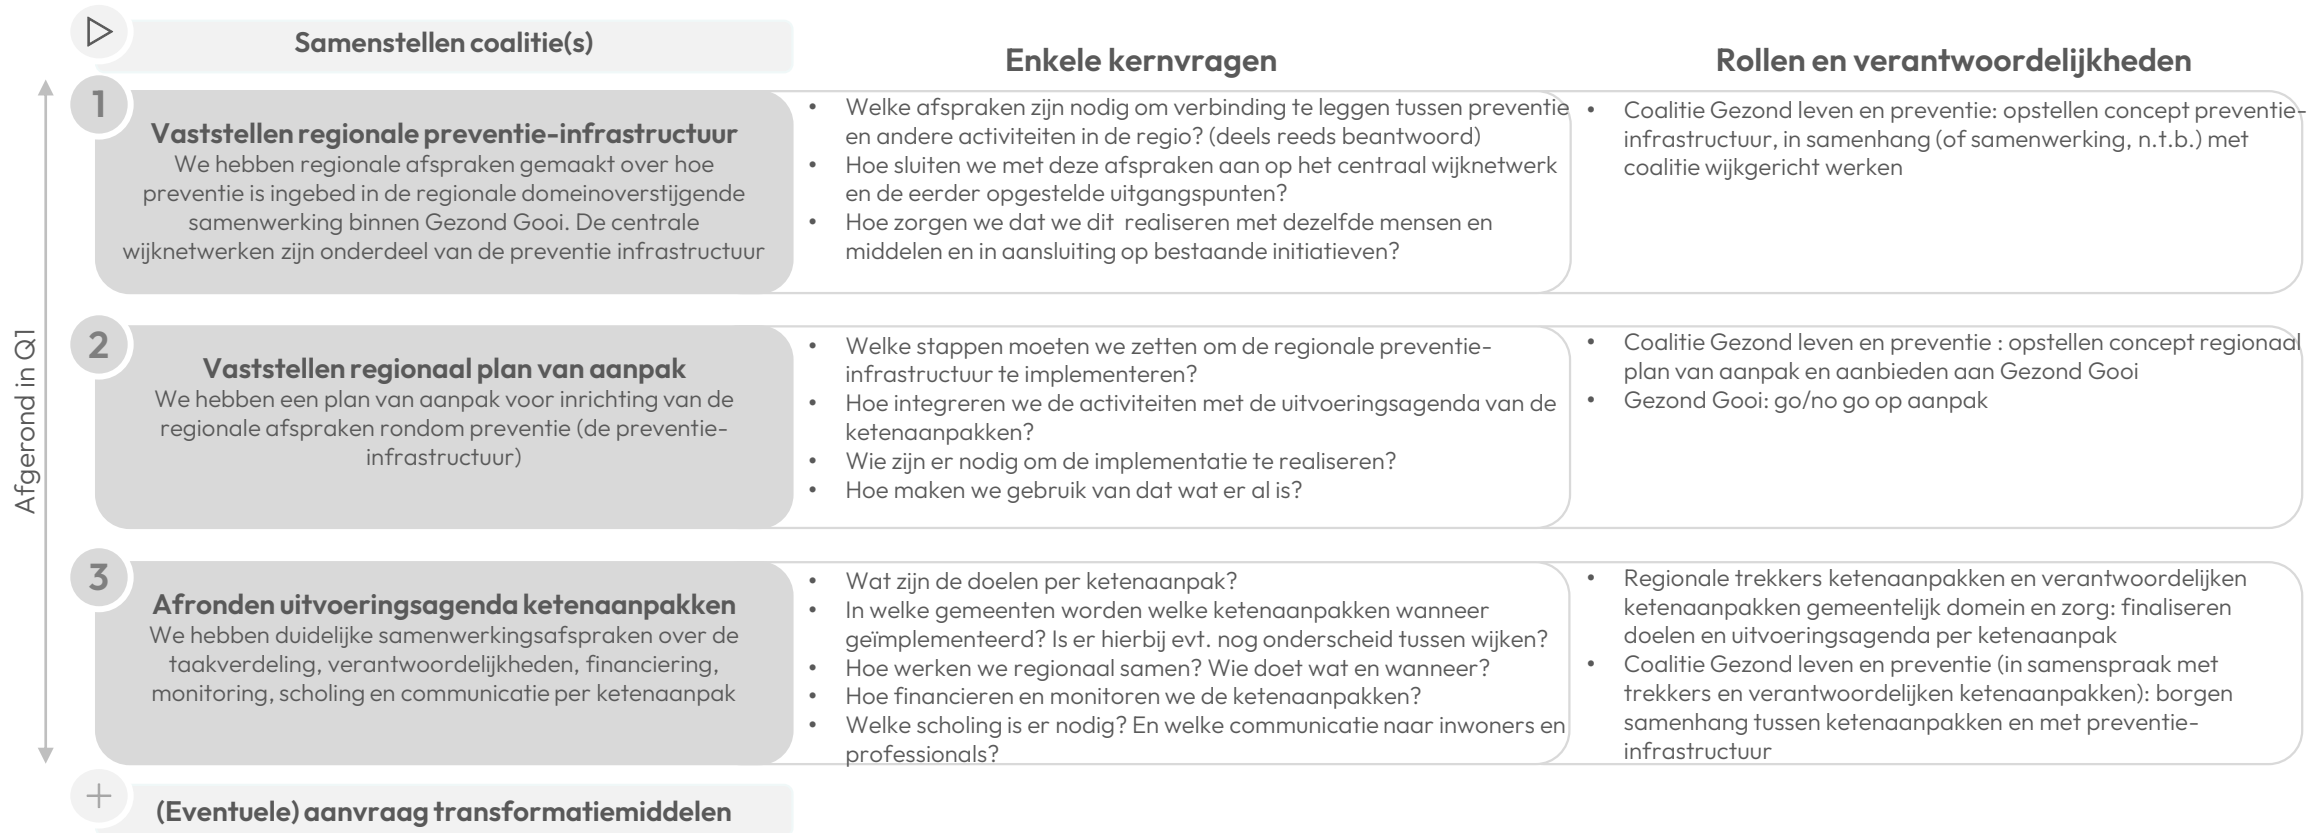 Samenstellen coalitie(s)
Enkele kernvragen
Rollen en verantwoordelijkheden
Afgerond in Q1
1
Vaststellen regionale preventie-infrastructuur
We hebben regionale afspraken gemaakt over hoe
preventie is ingebed in de regionale domeinoverstijgende
samenwerking binnen Gezond Gooi. De centrale
wijknetwerken zijn onderdeel van de preventie infrastructuur
• Welke afspraken zijn nodig om verbinding te leggen tussen preventie
en andere activiteiten in de regio? (deels reeds beantwoord)
• Hoe sluiten we met deze afspraken aan op het centraal wijknetwerk
en de eerder opgestelde uitgangspunten?
• Hoe zorgen we dat we dit realiseren met dezelfde mensen en
middelen en in aansluiting op bestaande initiatieven?
• Coalitie Gezond leven en preventie: opstellen concept preventie-
infrastructuur, in samenhang (of samenwerking, n.t.b.) met
coalitie wijkgericht werken
2
Vaststellen regionaal plan van aanpak
We hebben een plan van aanpak voor inrichting van de
regionale afspraken rondom preventie (de preventie-
infrastructuur)
• Welke stappen moeten we zetten om de regionale preventie-
infrastructuur te implementeren?
• Hoe integreren we de activiteiten met de uitvoeringsagenda van de
ketenaanpakken?
• Wie zijn er nodig om de implementatie te realiseren?
• Hoe maken we gebruik van dat wat er al is?
• Coalitie Gezond leven en preventie : opstellen concept regionaal
plan van aanpak en aanbieden aan Gezond Gooi
• Gezond Gooi: go/no go op aanpak
3
Afronden uitvoeringsagenda ketenaanpakken
We hebben duidelijke samenwerkingsafspraken over de
taakverdeling, verantwoordelijkheden, financiering,
monitoring, scholing en communicatie per ketenaanpak
• Wat zijn de doelen per ketenaanpak?
• In welke gemeenten worden welke ketenaanpakken wanneer
geïmplementeerd? Is er hierbij evt. nog onderscheid tussen wijken?
• Hoe werken we regionaal samen? Wie doet wat en wanneer?
• Hoe financieren en monitoren we de ketenaanpakken?
• Welke scholing is er nodig? En welke communicatie naar inwoners en
professionals?
• Regionale trekkers ketenaanpakken en verantwoordelijken
ketenaanpakken gemeentelijk domein en zorg: finaliseren
doelen en uitvoeringsagenda per ketenaanpak
• Coalitie Gezond leven en preventie (in samenspraak met
trekkers en verantwoordelijken ketenaanpakken): borgen
samenhang tussen ketenaanpakken en met preventie-
infrastructuur
(Eventuele) aanvraag transformatiemiddelen